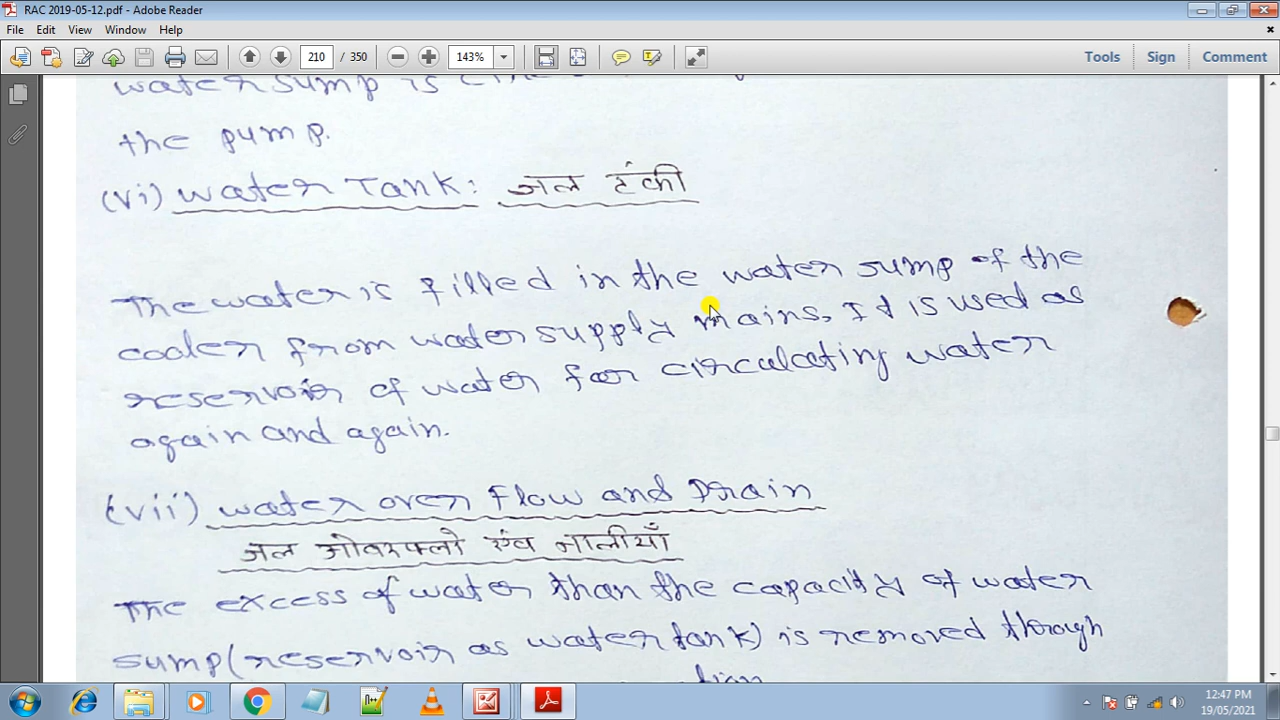 RAC 2019-05-12.pdf - Adobe Reader
File Edit View Window Help
210 / 350 143% Tools Sign Comment
water sump is
the pump.
(vi) water Tank: जल टंकी
The water is filled in the water sump of the
cooler from water supply mains. It is used as
reservoir of water for circulating water
again and again.
(vii) water over Flow and Drain
जल ओवरफ्लो एंव नालीयाँ
The excess of water than the capacity of water
sump (reservoir as water tank) is removed through
12:47 PM
19/05/2021